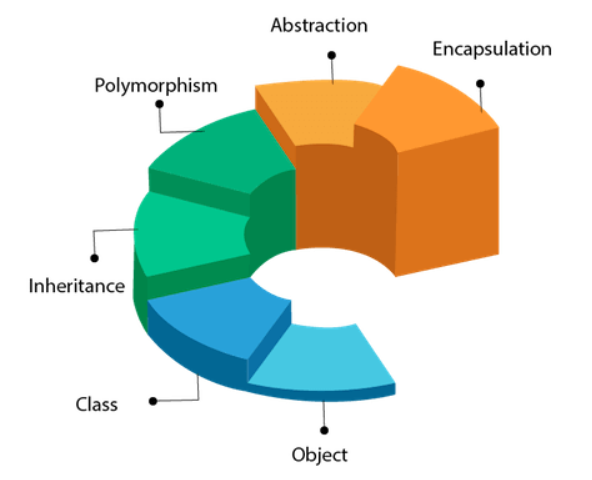 Abstraction
Encapsulation
Polymorphism
Inheritance
Class
Object